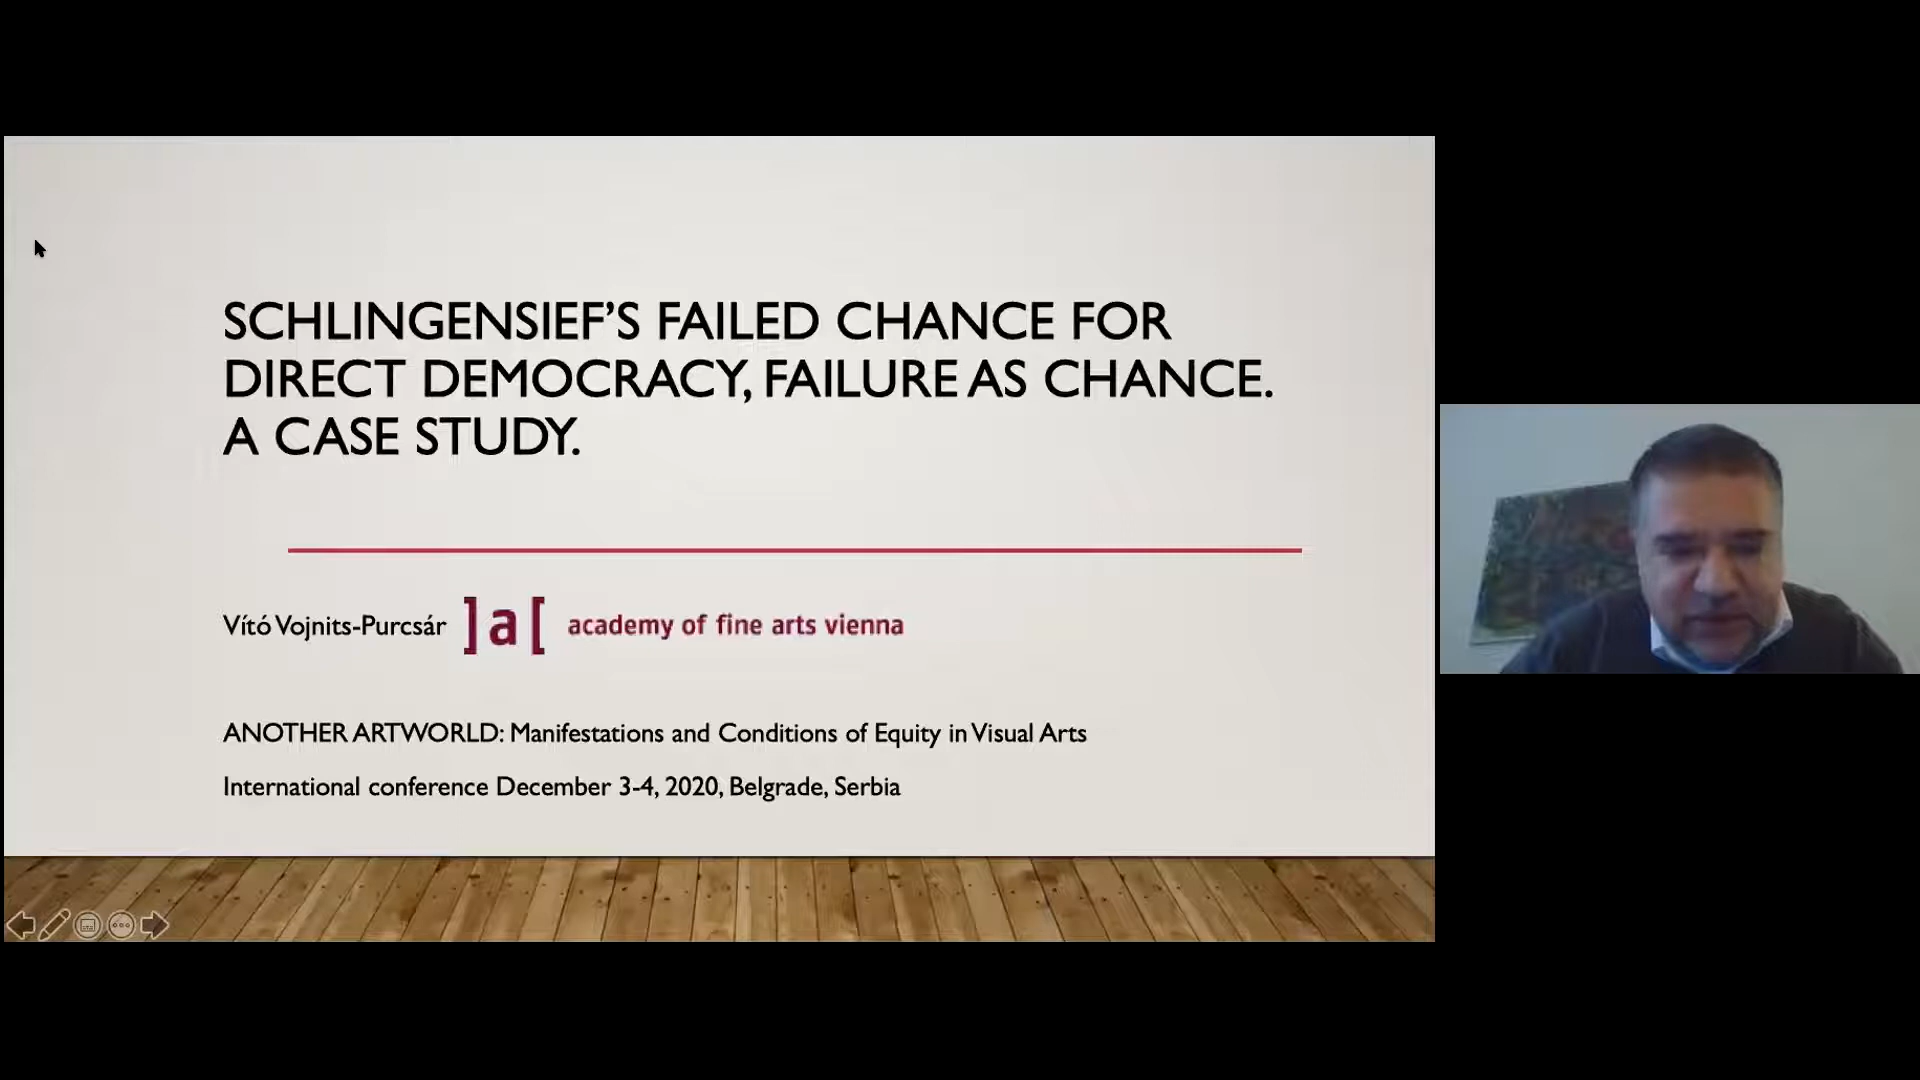 SCHLINGENSIEF’S FAILED CHANCE FOR
DIRECT DEMOCRACY, FAILURE AS CHANCE.
A CASE STUDY.
Vító Vojnits-Purcsár ]a[ academy of fine arts vienna
ANOTHER ARTWORLD: Manifestations and Conditions of Equity in Visual Arts
International conference December 3-4, 2020, Belgrade, Serbia